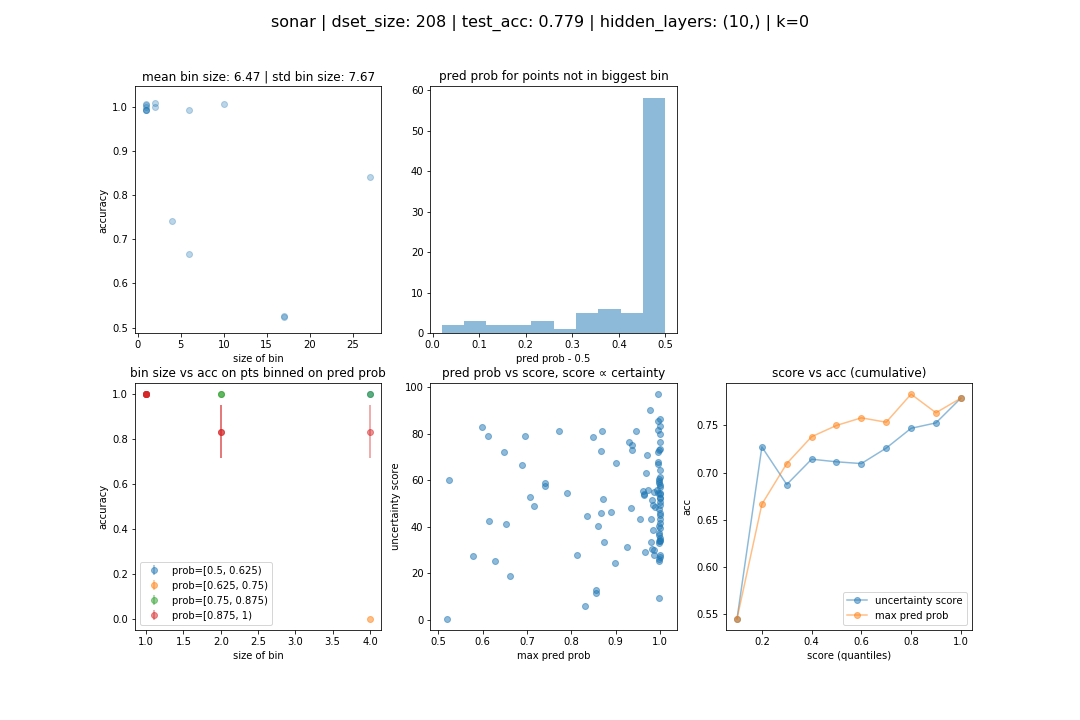 sonar | dset_size: 208 | test_acc: 0.779 | hidden_layers: (10,) | k=0
mean bin size: 6.47 | std bin size: 7.67
accuracy
1.0
0.9
0.8
0.7
0.6
0.5
0 5 10 15 20 25
size of bin
pred prob for points not in biggest bin
60
50
40
30
20
10
0
0.0 0.1 0.2 0.3 0.4 0.5
pred prob - 0.5
bin size vs acc on pts binned on pred prob
accuracy
1.0
0.8
0.6
0.4
0.2
0.0
prob=[0.5, 0.625)
prob=[0.625, 0.75)
prob=[0.75, 0.875)
prob=[0.875, 1)
1.0 1.5 2.0 2.5 3.0 3.5 4.0
size of bin
pred prob vs score, score ∝ certainty
uncertainty score
100
80
60
40
20
0
0.5 0.6 0.7 0.8 0.9 1.0
max pred prob
score vs acc (cumulative)
acc
0.75
0.70
0.65
0.60
0.55
uncertainty score
max pred prob
0.2 0.4 0.6 0.8 1.0
score (quantiles)